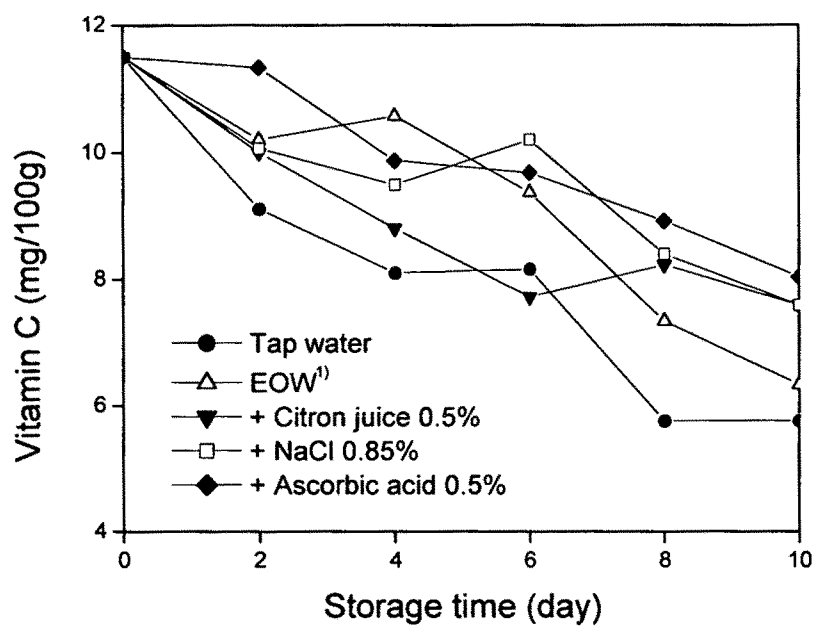 12
10
8
6
4
Vitamin C (mg/100g)
Tap water
EOW¹⁾
+ Citron juice 0.5%
+ NaCl 0.85%
+ Ascorbic acid 0.5%
0 2 4 6 8 10
Storage time (day)